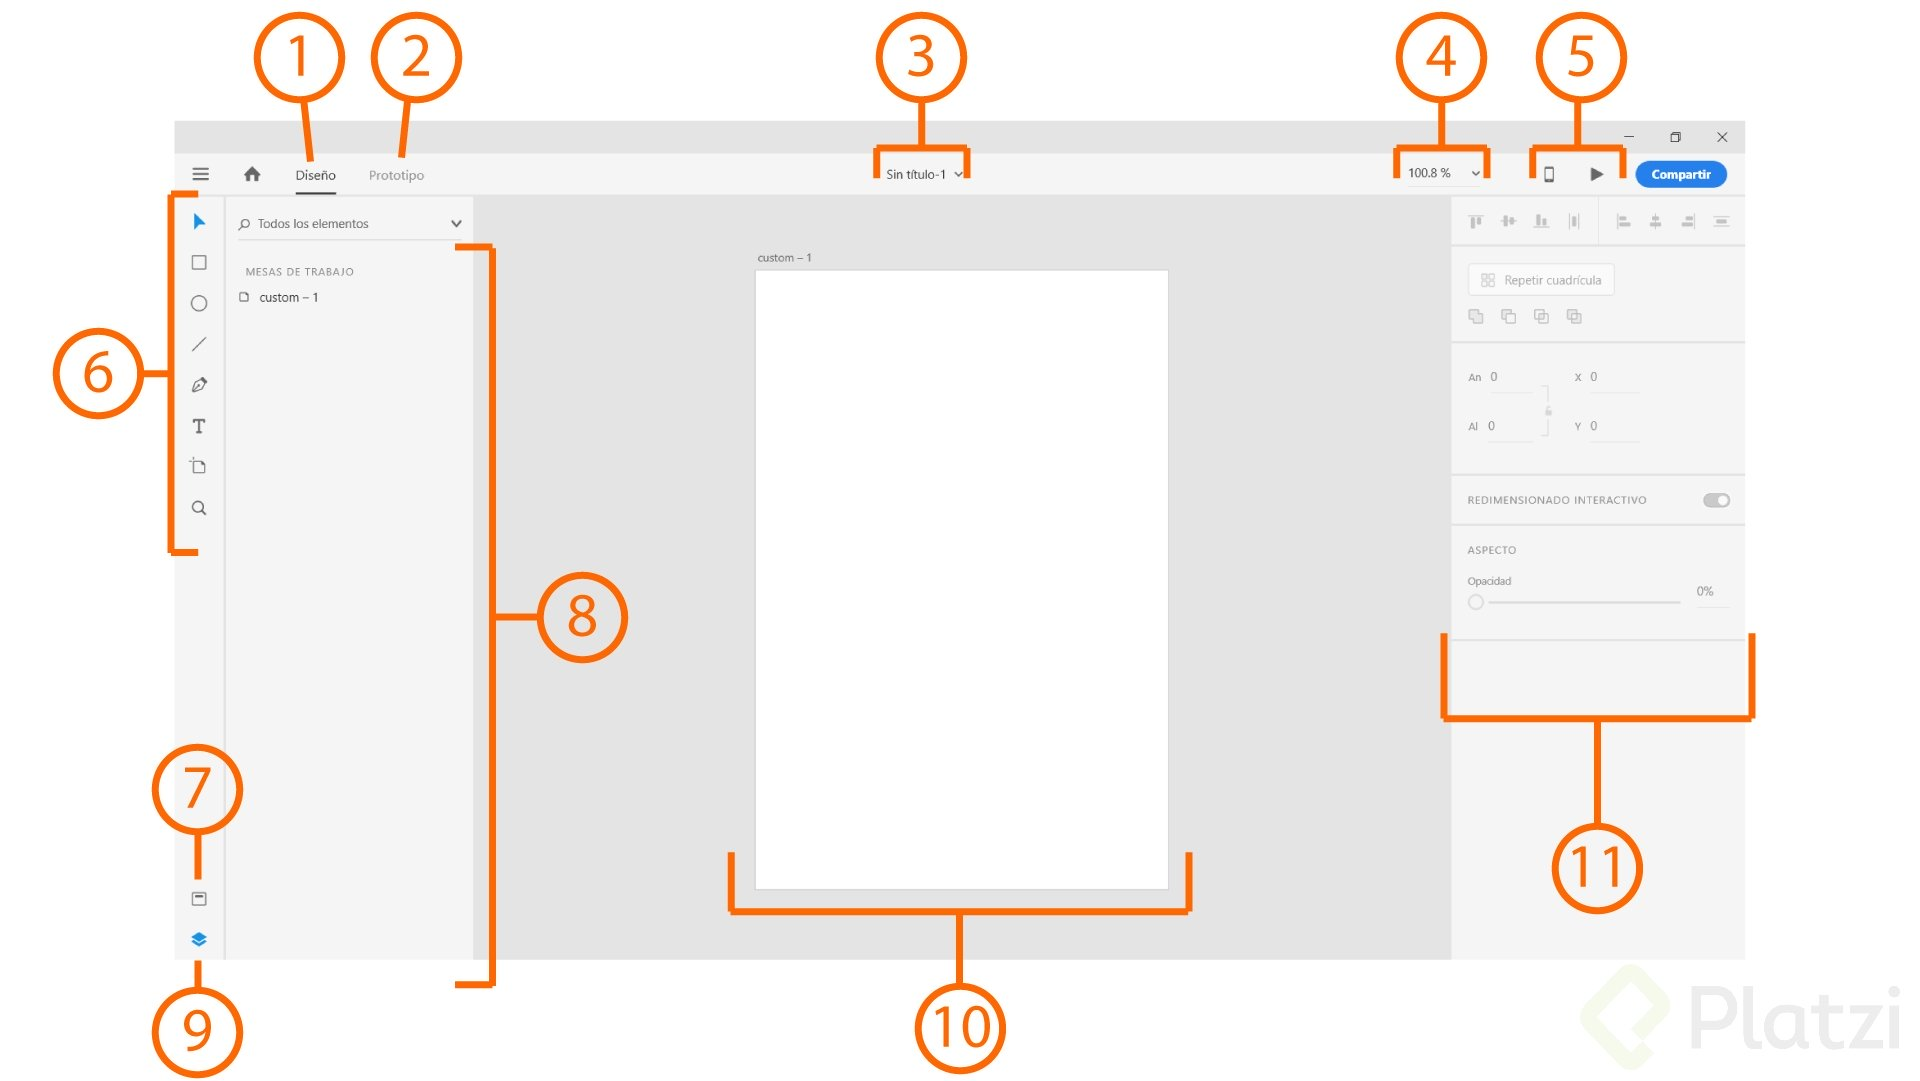 1
2
3
4
5
Diseño
Prototipo
Sin título-1
100.8 %
Compartir
Todos los elementos
MESAS DE TRABAJO
custom – 1
custom – 1
Repetir cuadrícula
An 0
X 0
Al 0
Y 0
REDIMENSIONADO INTERACTIVO
ASPECTO
Opacidad
0%
6
T
8
7
11
9
10
Platzi